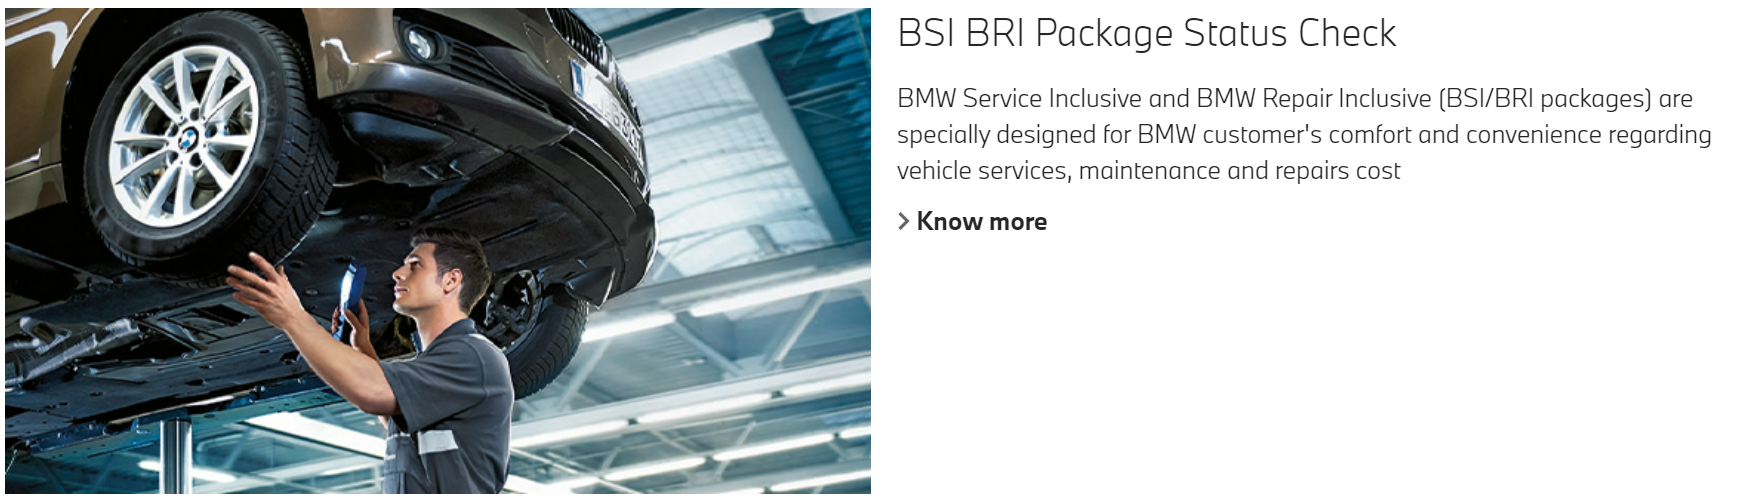 BSI BRI Package Status Check
BMW Service Inclusive and BMW Repair Inclusive (BSI/BRI packages) are
specially designed for BMW customer's comfort and convenience regarding
vehicle services, maintenance and repairs cost
> Know more